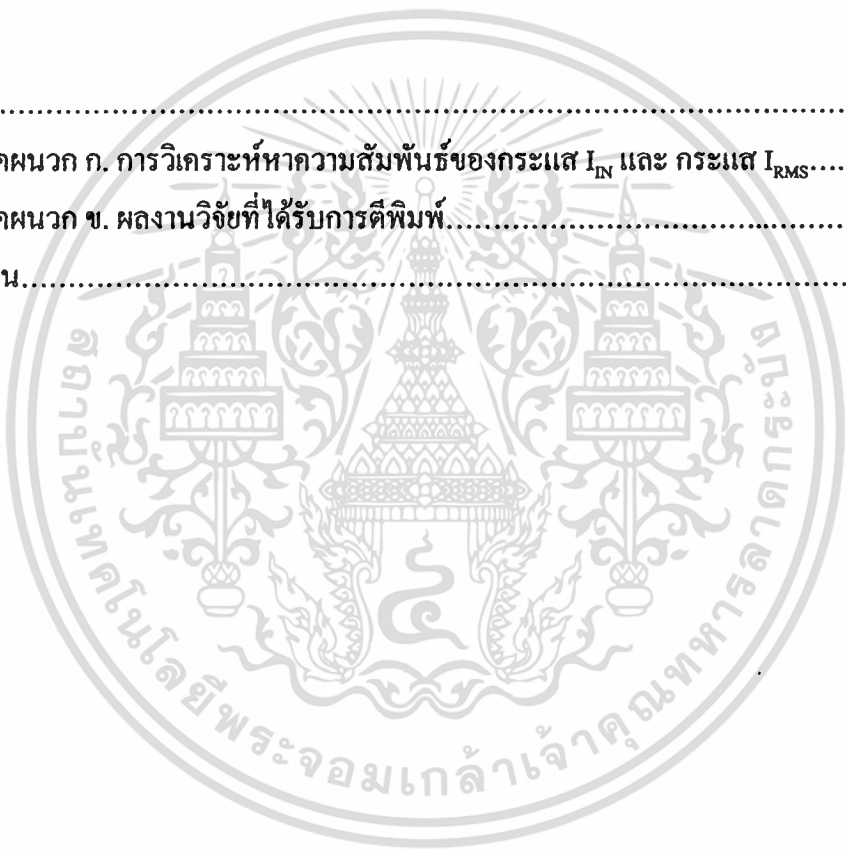 ................................................................................
คผนวก ก. การวิเคราะห์หาความสัมพันธ์ของกระแส I_IN และ กระแส I_RMS....
คผนวก ข. ผลงานวิจัยที่ได้รับการตีพิมพ์........................................
น................................................................................
สถาบันเทคโนโลยีพระจอมเกล้าเจ้าคุณทหารลาดกระบัง